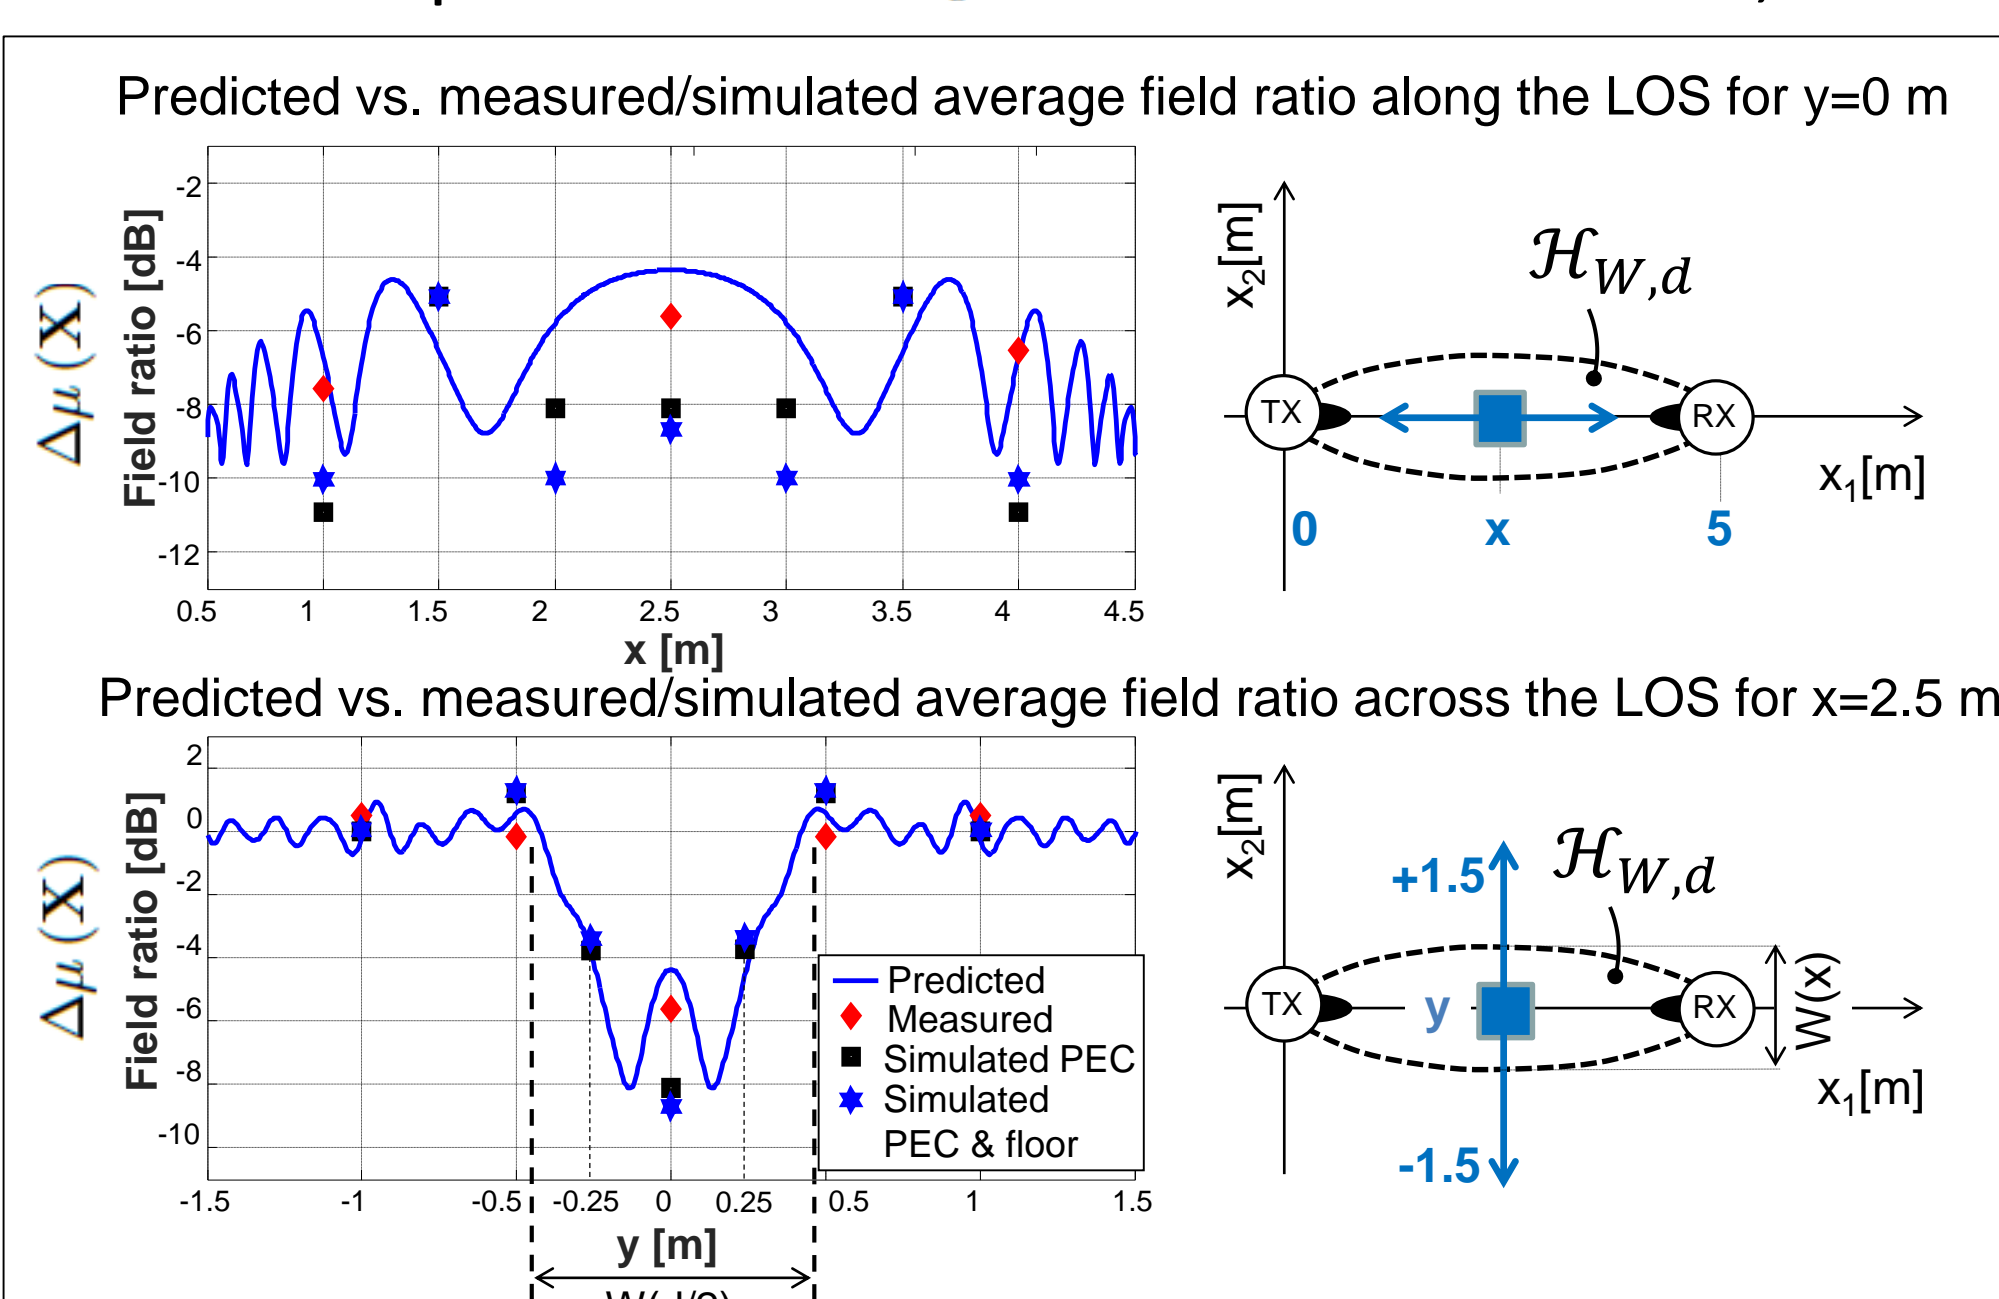 Predicted vs. measured/simulated average field ratio along the LOS for y=0 m
Δμ (X)
Field ratio [dB]
-2
-4
-6
-8
-10
-12
0.5 1 1.5 2 2.5 3 3.5 4 4.5
x [m]
x₂[m]
ℋ_W,d
TX
RX
x₁[m]
0 x 5
Predicted vs. measured/simulated average field ratio across the LOS for x=2.5 m
Δμ (X)
Field ratio [dB]
2
0
-2
-4
-6
-8
-10
-1.5 -1 -0.5 -0.25 0 0.25 0.5 1 1.5
y [m]
Predicted
Measured
Simulated PEC
Simulated
PEC & floor
x₂[m]
+1.5
ℋ_W,d
TX
y
RX
W(x)
x₁[m]
-1.5